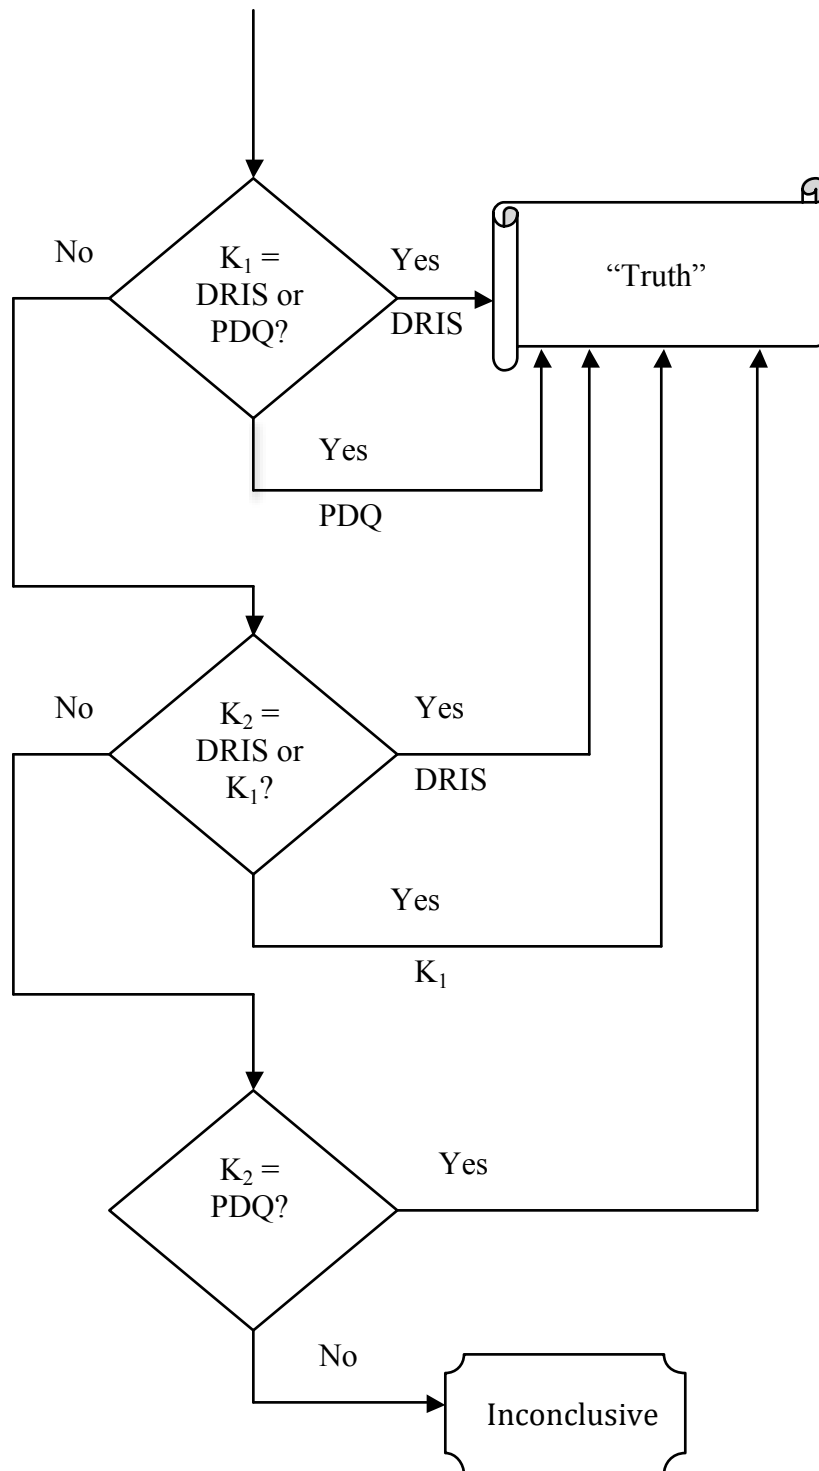 No
K₁ =
DRIS or
PDQ?
Yes
DRIS
“Truth”
Yes
PDQ
No
K₂ =
DRIS or
K₁?
Yes
DRIS
Yes
K₁
K₂ =
PDQ?
Yes
No
Inconclusive